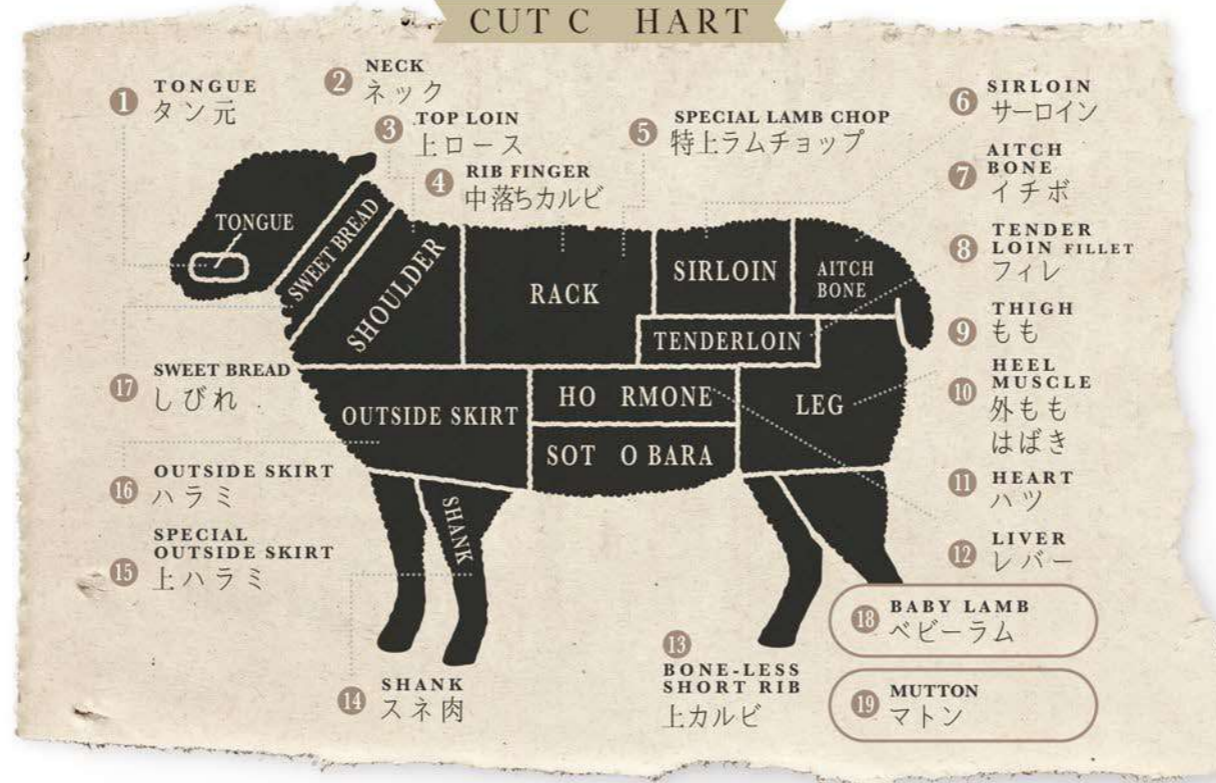 CUT C HART
1 TONGUE
タン元
2 NECK
ネック
3 TOP LOIN
上ロース
4 RIB FINGER
中落ちカルビ
5 SPECIAL LAMB CHOP
特上ラムチョップ
6 SIRLOIN
サーロイン
7 AITCH
BONE
イチボ
8 TENDER
LOIN FILLET
フィレ
9 THIGH
もも
10 HEEL
MUSCLE
外もも
はばき
11 HEART
ハツ
12 LIVER
レバー
TONGUE
SWEET BREAD
SHOULDER
RACK
SIRLOIN
AITCH
BONE
TENDERLOIN
OUTSIDE SKIRT
HO RMONE
SOT O BARA
LEG
SHANK
17 SWEET BREAD
しびれ
16 OUTSIDE SKIRT
ハラミ
15 SPECIAL
OUTSIDE SKIRT
上ハラミ
14 SHANK
スネ肉
13
BONE-LESS
SHORT RIB
上カルビ
18 BABY LAMB
ベビーラム
19 MUTTON
マトン